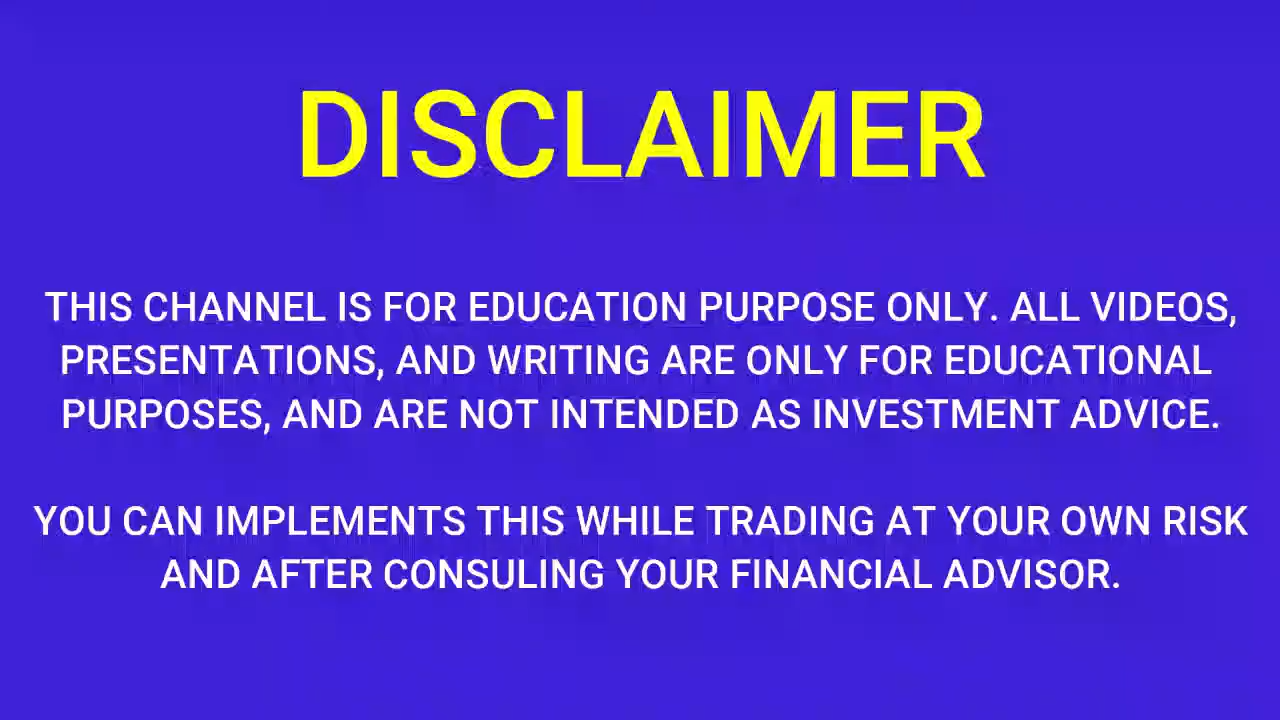 DISCLAIMER
THIS CHANNEL IS FOR EDUCATION PURPOSE ONLY. ALL VIDEOS,
PRESENTATIONS, AND WRITING ARE ONLY FOR EDUCATIONAL
PURPOSES, AND ARE NOT INTENDED AS INVESTMENT ADVICE.
YOU CAN IMPLEMENTS THIS WHILE TRADING AT YOUR OWN RISK
AND AFTER CONSULING YOUR FINANCIAL ADVISOR.